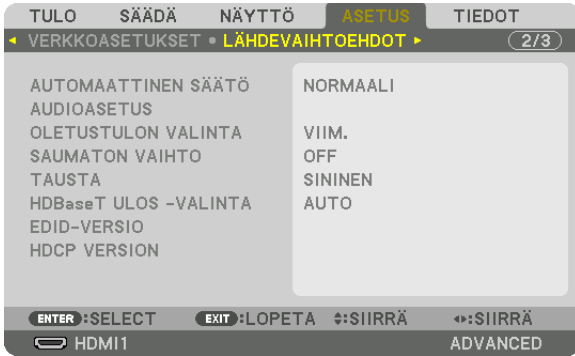 TULO SÄÄDÄ NÄYTTÖ ASETUS TIEDOT
VERKKOASETUKSET • LÄHDEVAIHTOEHDOT 2/3
AUTOMAATTINEN SÄÄTÖ NORMAALI
AUDIOASETUS
OLETUSTULON VALINTA VIIM.
SAUMATON VAIHTO OFF
TAUSTA SININEN
HDBaseT ULOS -VALINTA AUTO
EDID-VERSIO
HDCP VERSION
ENTER :SELECT EXIT :LOPETA :SIIRRÄ :SIIRRÄ
HDMI1 ADVANCED